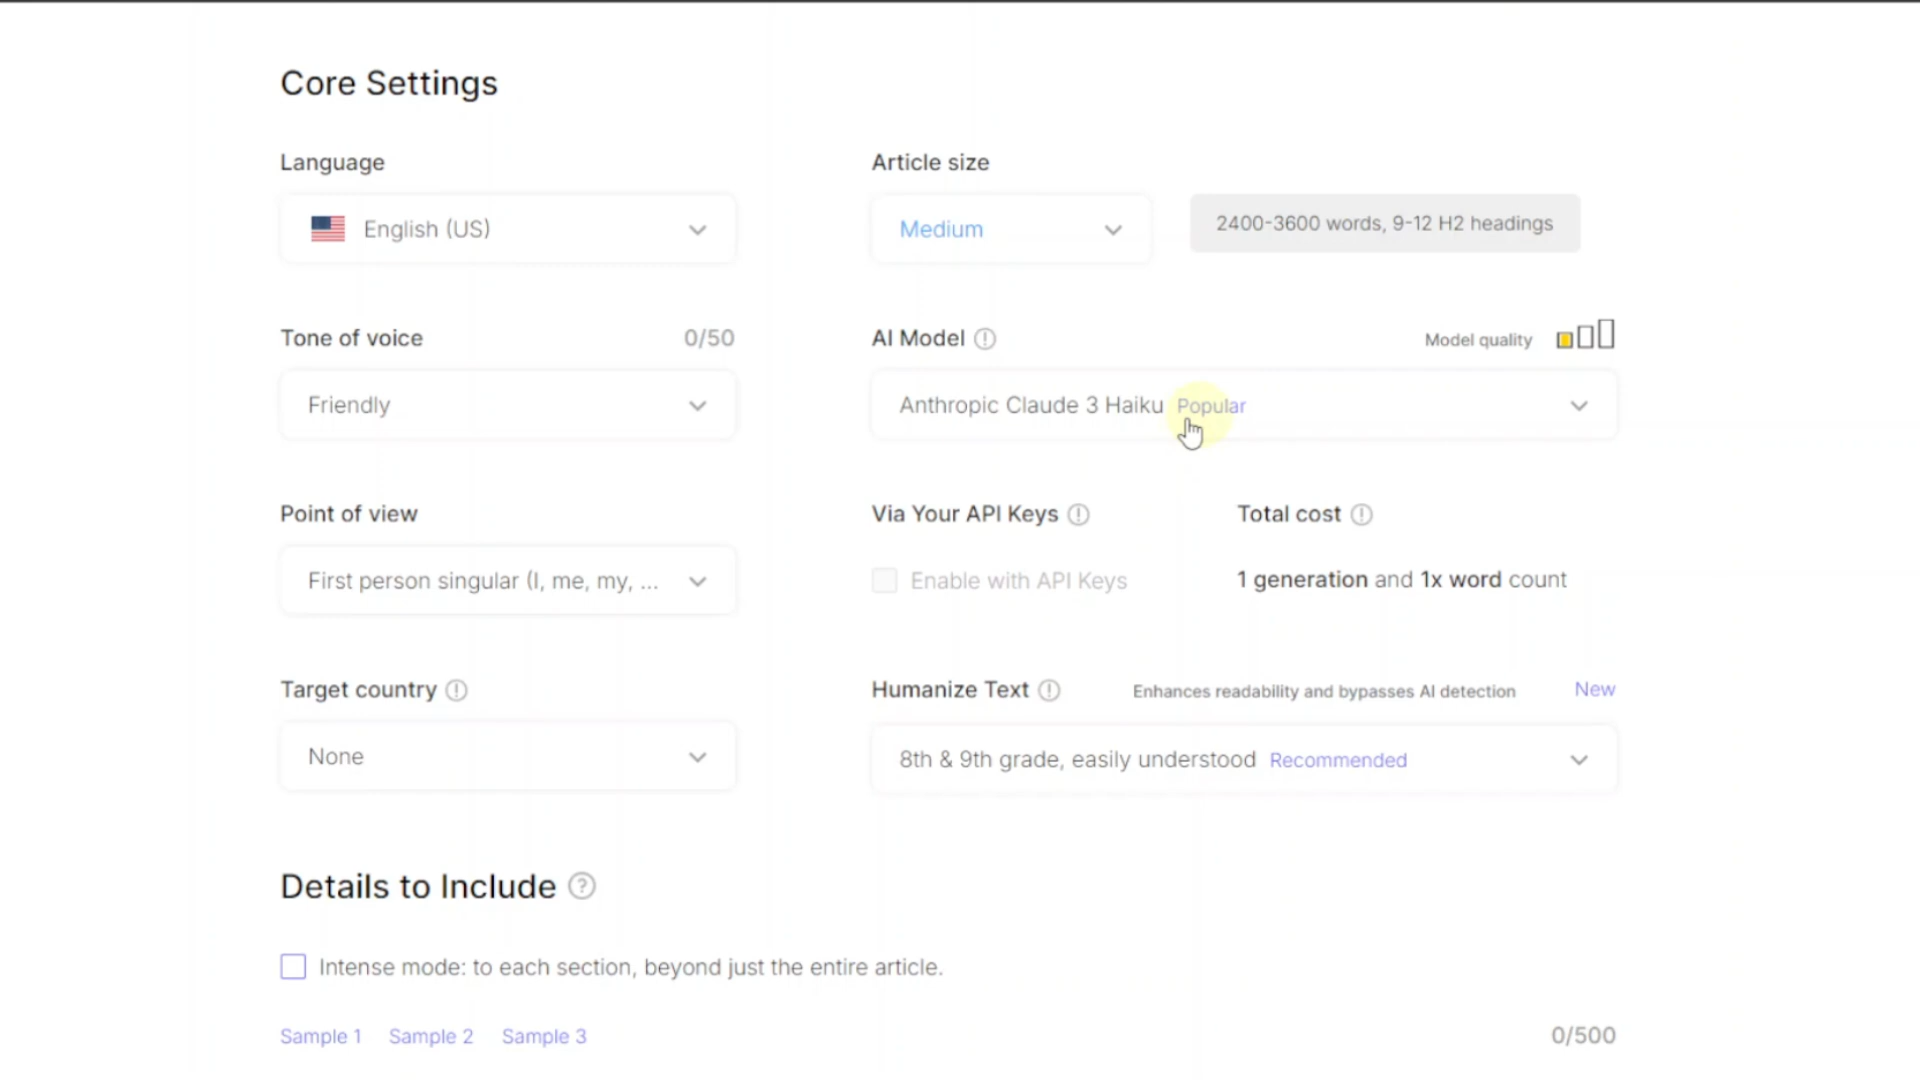 Core Settings
Language
Article size
English (US)
Medium
2400-3600 words, 9-12 H2 headings
Tone of voice
0/50
AI Model
Model quality
Friendly
Anthropic Claude 3 Haiku Popular
Point of view
Via Your API Keys
Total cost
First person singular (I, me, my, ...
Enable with API Keys
1 generation and 1x word count
Target country
Humanize Text
Enhances readability and bypasses AI detection
New
None
8th & 9th grade, easily understood Recommended
Details to Include
Intense mode: to each section, beyond just the entire article.
Sample 1 Sample 2 Sample 3
0/500